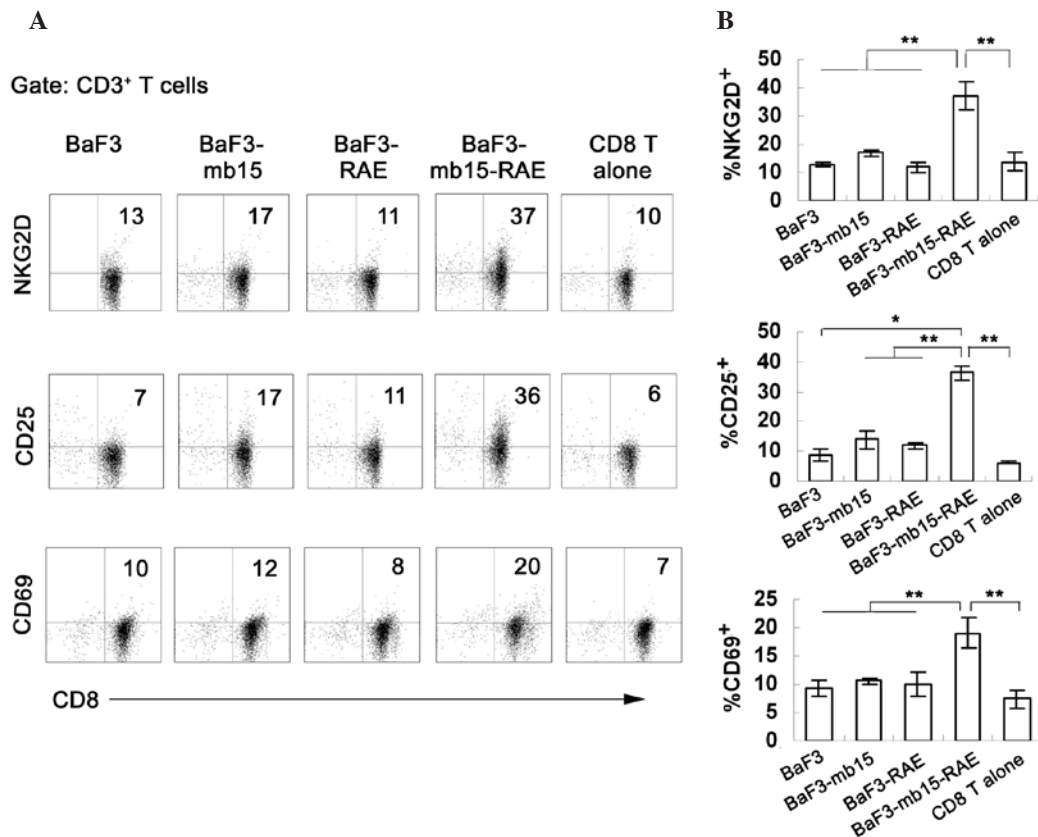 A
B
Gate: CD3+ T cells
BaF3
BaF3-
mb15
BaF3-
RAE
BaF3-
mb15-RAE
CD8 T
alone
NKG2D
13
17
11
37
10
CD25
7
17
11
36
6
CD69
10
12
8
20
7
CD8
%NKG2D+
50
40
30
20
10
0
** **
BaF3
BaF3-mb15
BaF3-RAE
BaF3-mb15-RAE
CD8 T alone
%CD25+
50
40
30
20
10
0
*
** **
BaF3
BaF3-mb15
BaF3-RAE
BaF3-mb15-RAE
CD8 T alone
%CD69+
25
20
15
10
5
0
** **
BaF3
BaF3-mb15
BaF3-RAE
BaF3-mb15-RAE
CD8 T alone